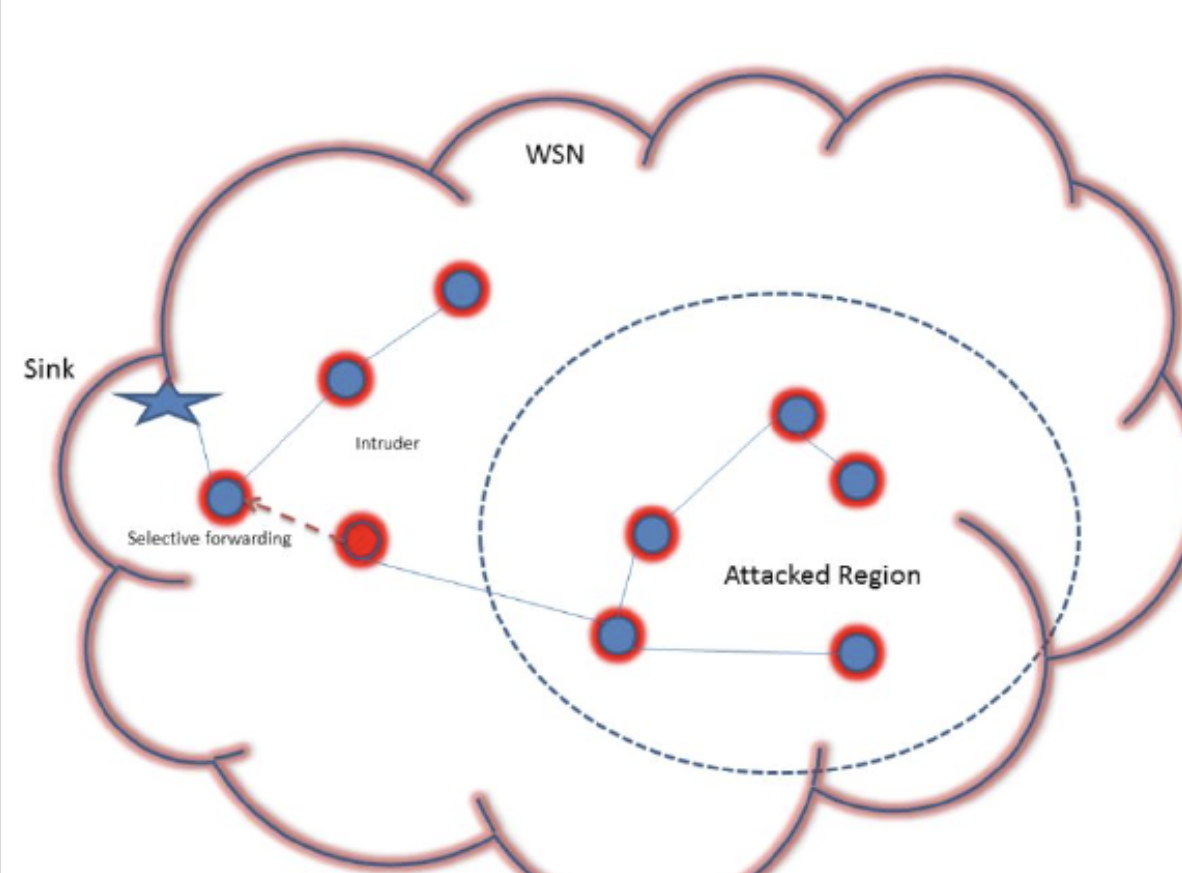 WSN
Sink
Intruder
Selective forwarding
Attacked Region